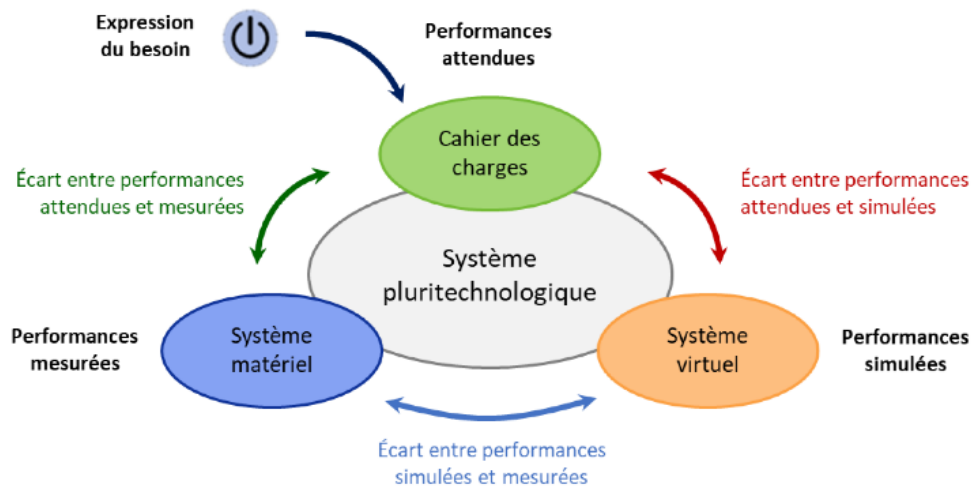 Expression
du besoin
Performances
attendues
Cahier des
charges
Écart entre performances
attendues et mesurées
Écart entre performances
attendues et simulées
Système
pluritechnologique
Performances
mesurées
Système
matériel
Système
virtuel
Performances
simulées
Écart entre performances
simulées et mesurées